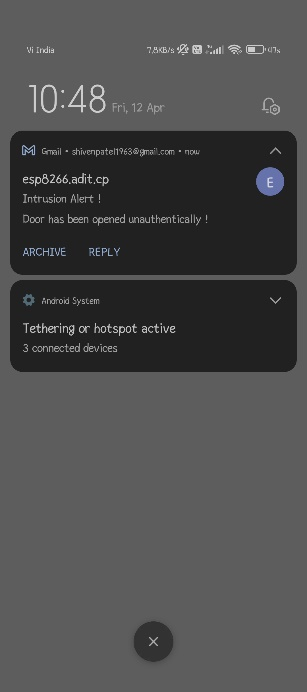 Vi India
7.8KB/s
10:48 Fri, 12 Apr
Gmail • shivenpatel1963@gmail.com • now
esp8266.adit.cp
E
Intrusion Alert !
Door has been opened unauthentically !
ARCHIVE REPLY
Android System
Tethering or hotspot active
3 connected devices